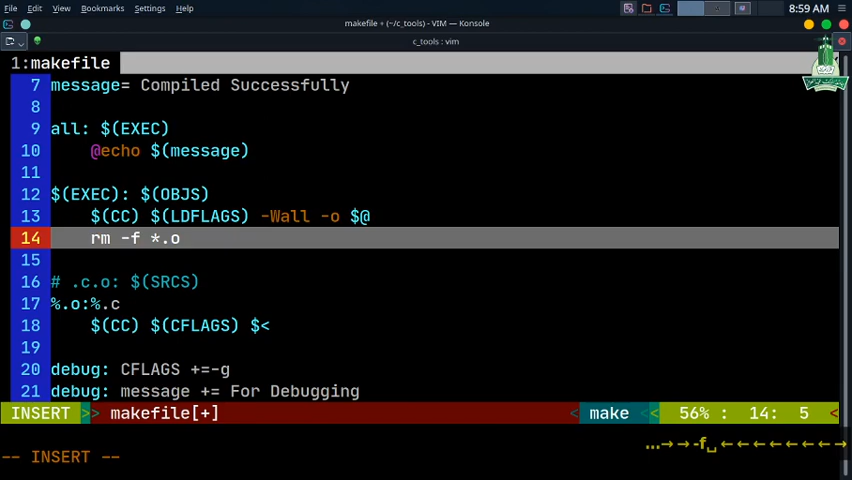 File Edit View Bookmarks Settings Help 8:59 AM
makefile + (~/c_tools) - VIM — Konsole
c_tools: vim
1:makefile
7 message= Compiled Successfully
8
9 all: $(EXEC)
10 @echo $(message)
11
12 $(EXEC): $(OBJS)
13 $(CC) $(LDFLAGS) -Wall -o $@
14 rm -f *.o
15
16 # .c.o: $(SRCS)
17 %.o:%.c
18 $(CC) $(CFLAGS) $<
19
20 debug: CFLAGS +=-g
21 debug: message += For Debugging
INSERT >> makefile[+] < make < 56% : 14: 5 <
…→→-f␣←←←←←←←←→
-- INSERT --